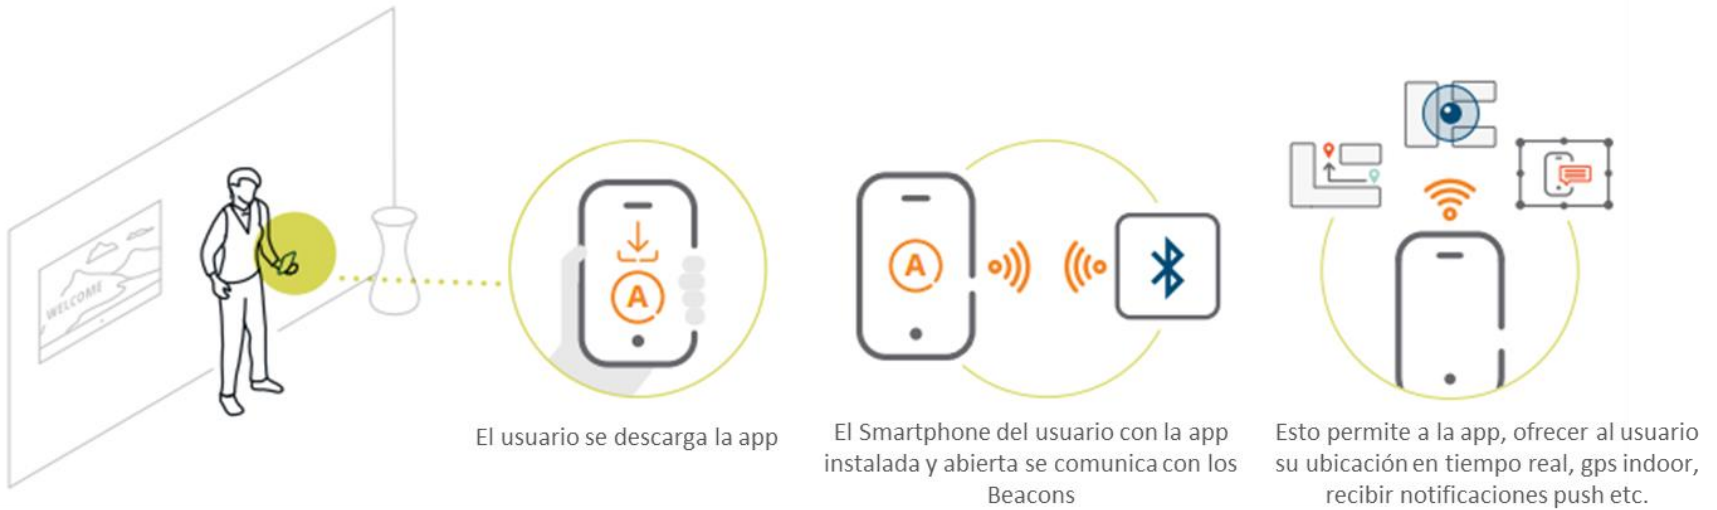 WELCOME
A
El usuario se descarga la app
A
El Smartphone del usuario con la app
instalada y abierta se comunica con los
Beacons
Esto permite a la app, ofrecer al usuario
su ubicación en tiempo real, gps indoor,
recibir notificaciones push etc.